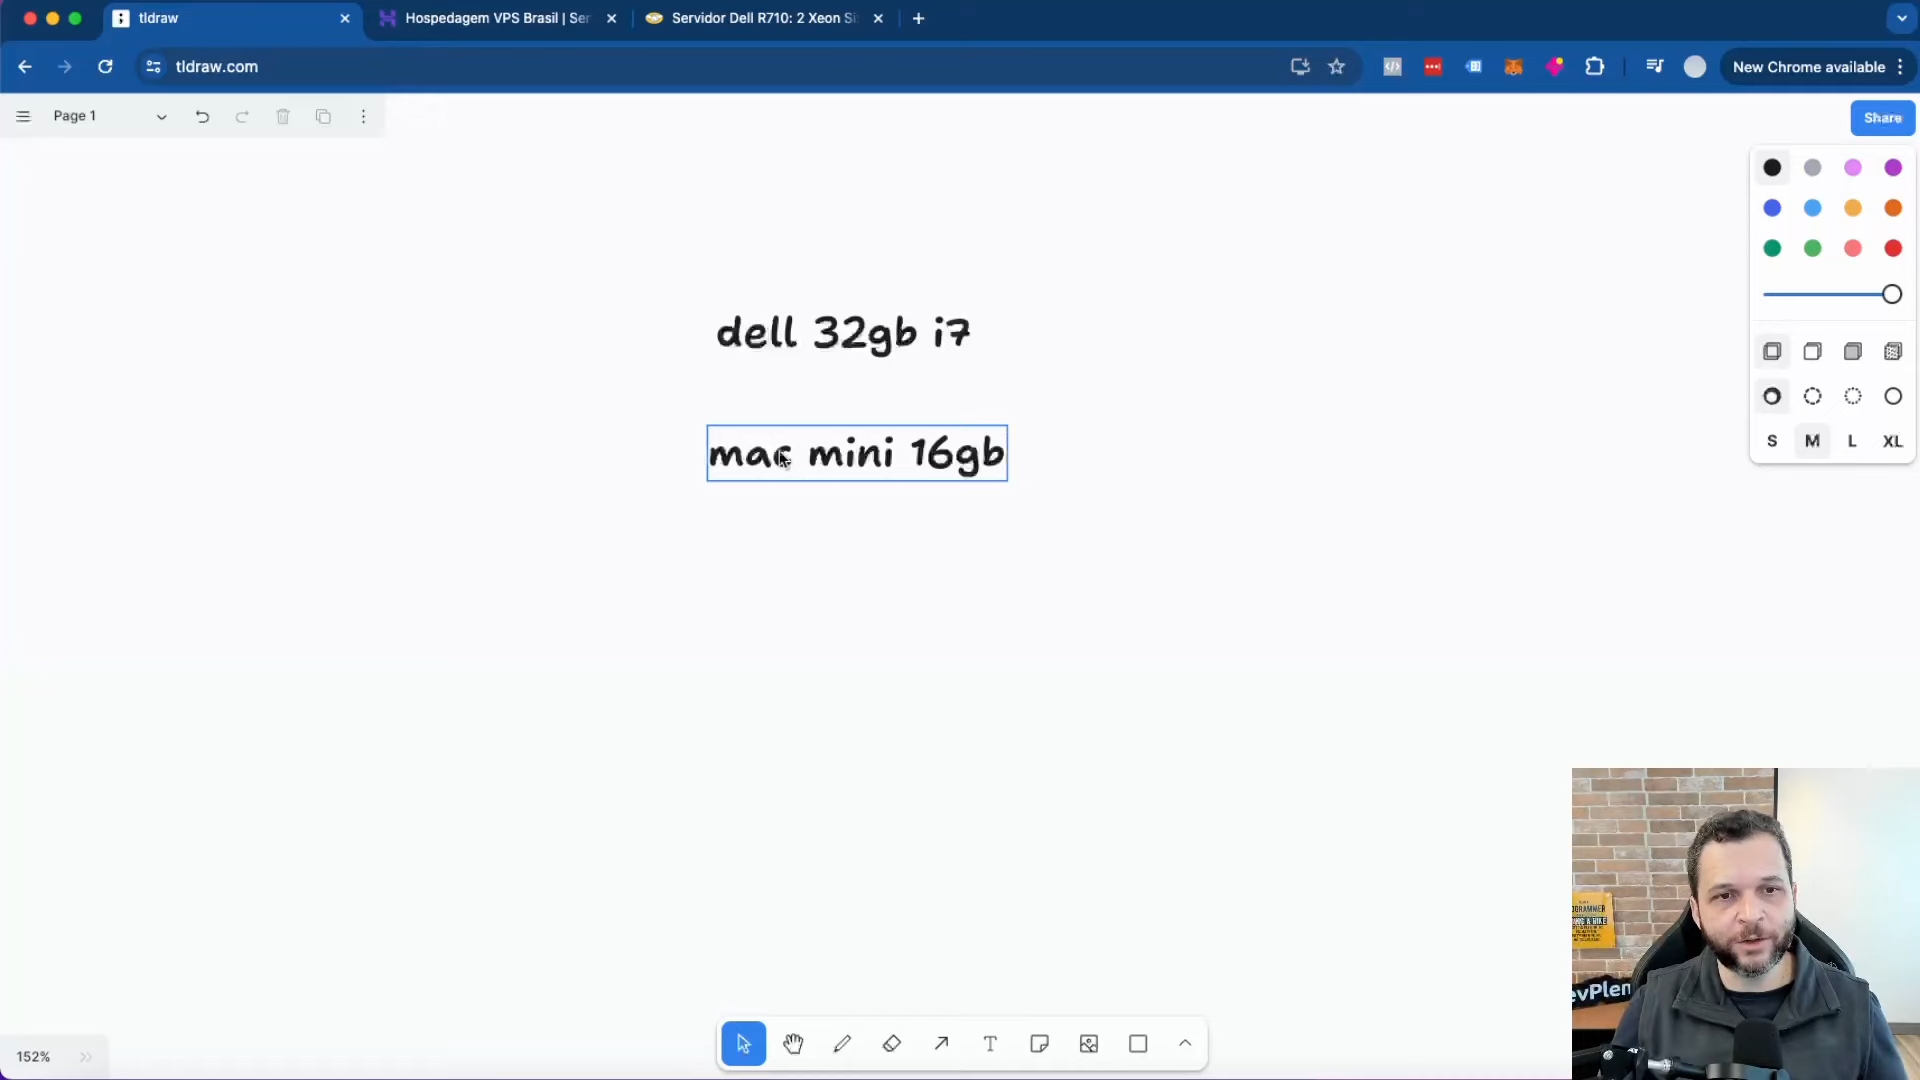 tldraw
Hospedagem VPS Brasil | Ser
Servidor Dell R710: 2 Xeon Si
tldraw.com
New Chrome available
Page 1
Share
dell 32gb i7
mac mini 16gb
S M L XL
152%
evPlen